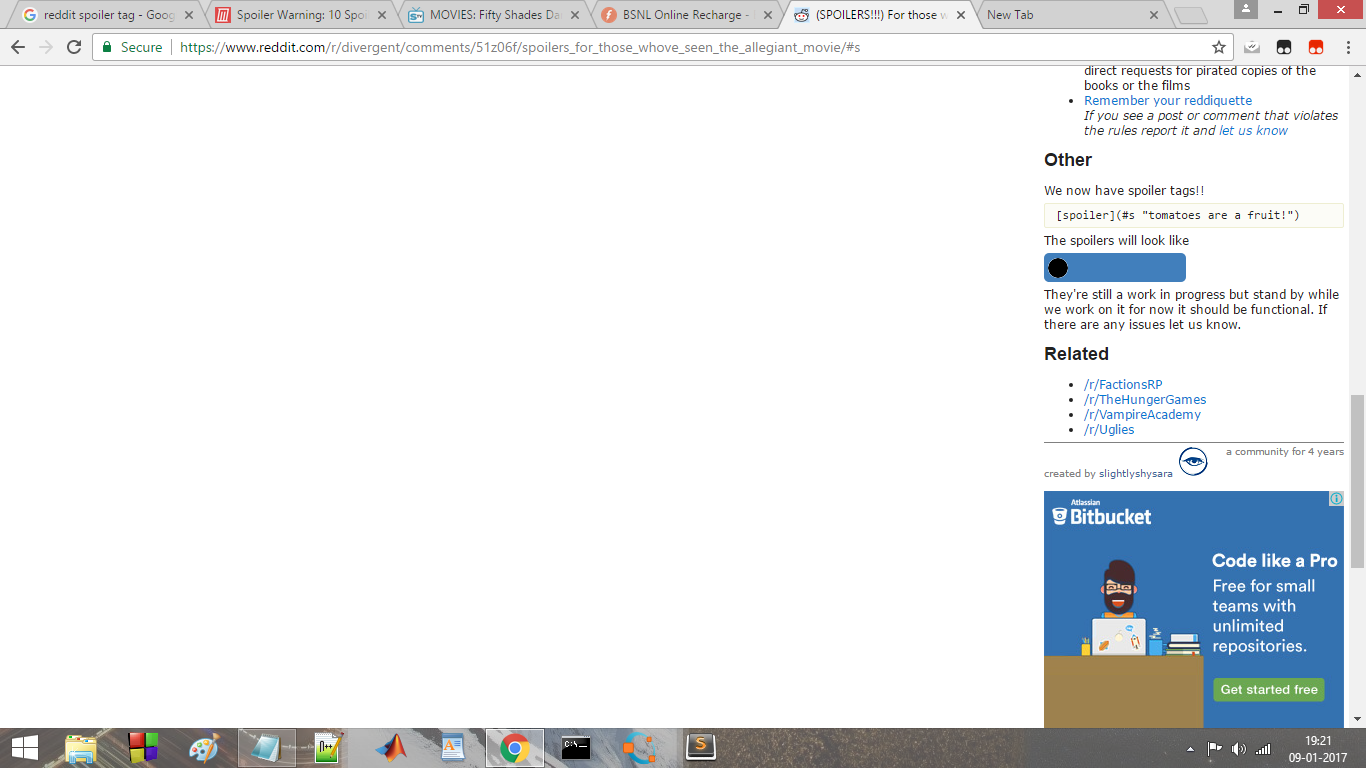 reddit spoiler tag - Goog
Spoiler Warning: 10 Spoi
MOVIES: Fifty Shades Da
BSNL Online Recharge -
(SPOILERS!!!) For those w
New Tab
Secure
https://www.reddit.com/r/divergent/comments/51z06f/spoilers_for_those_whove_seen_the_allegiant_movie/#s
direct requests for pirated copies of the
books or the films
Remember your reddiquette
If you see a post or comment that violates
the rules report it and let us know
Other
We now have spoiler tags!!
[spoiler](#s "tomatoes are a fruit!")
The spoilers will look like
They're still a work in progress but stand by while
we work on it for now it should be functional. If
there are any issues let us know.
Related
/r/FactionsRP
/r/TheHungerGames
/r/VampireAcademy
/r/Uglies
a community for 4 years
created by slightlyshysara
Atlassian
Bitbucket
Code like a Pro
Free for small
teams with
unlimited
repositories.
Get started free
19:21
09-01-2017